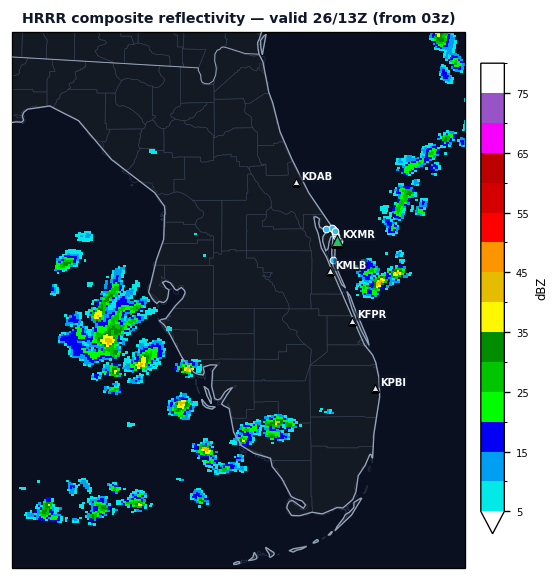 HRRR composite reflectivity — valid 26/13Z (from 03z)
KDAB
KXMR
KMLB
KFPR
KPBI
75
65
55
45
35
25
15
5
dBZ